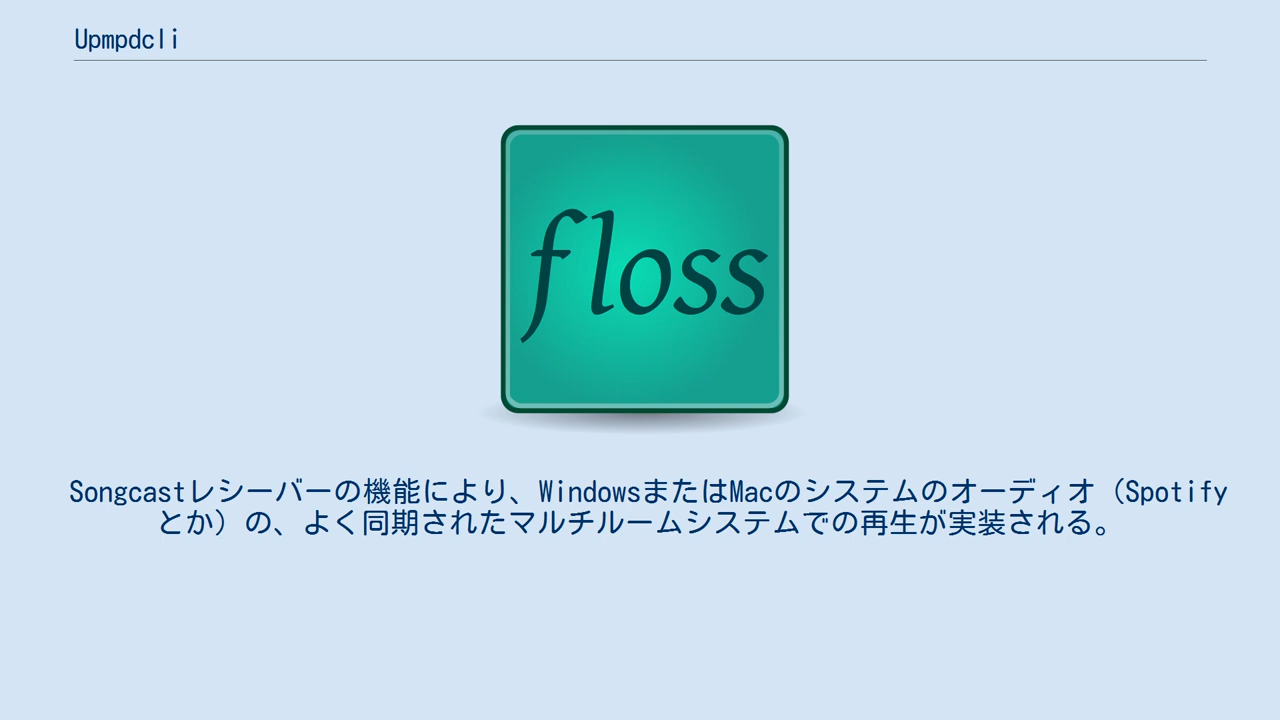 Upmpdcli
floss
Songcastレシーバーの機能により、WindowsまたはMacのシステムのオーディオ（Spotify
とか）の、よく同期されたマルチルームシステムでの再生が実装される。